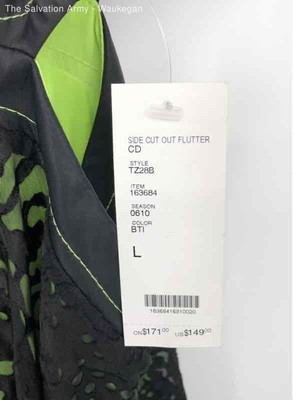 The Salvation Army - Waukegan
SIDE CUT OUT FLUTTER
CD
STYLE
TZ28B
ITEM
163684
SEASON
0610
COLOR
BTI
L
16368416210020
CN$171.00 US$149.00